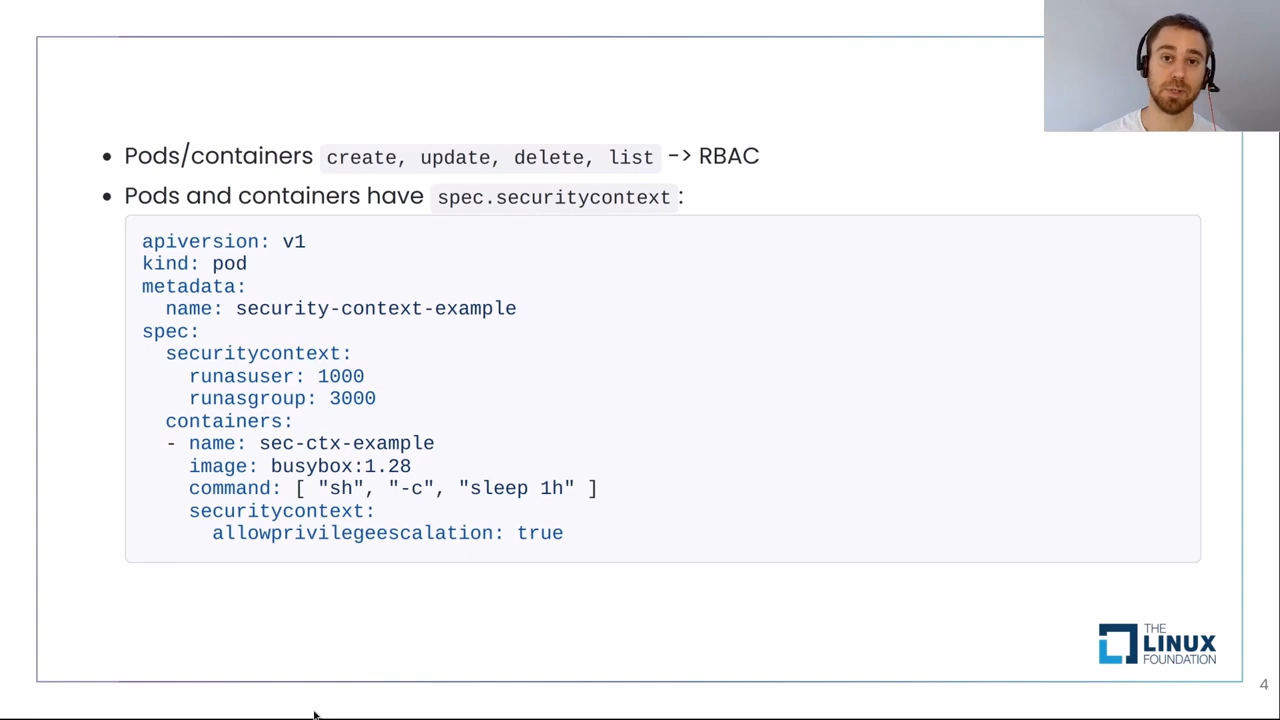 • Pods/containers create, update, delete, list -> RBAC
• Pods and containers have spec.securitycontext:
apiversion: v1
kind: pod
metadata:
  name: security-context-example
spec:
  securitycontext:
    runasuser: 1000
    runasgroup: 3000
  containers:
  - name: sec-ctx-example
    image: busybox:1.28
    command: [ "sh", "-c", "sleep 1h" ]
    securitycontext:
      allowprivilegeescalation: true
THE
LINUX
FOUNDATION
4